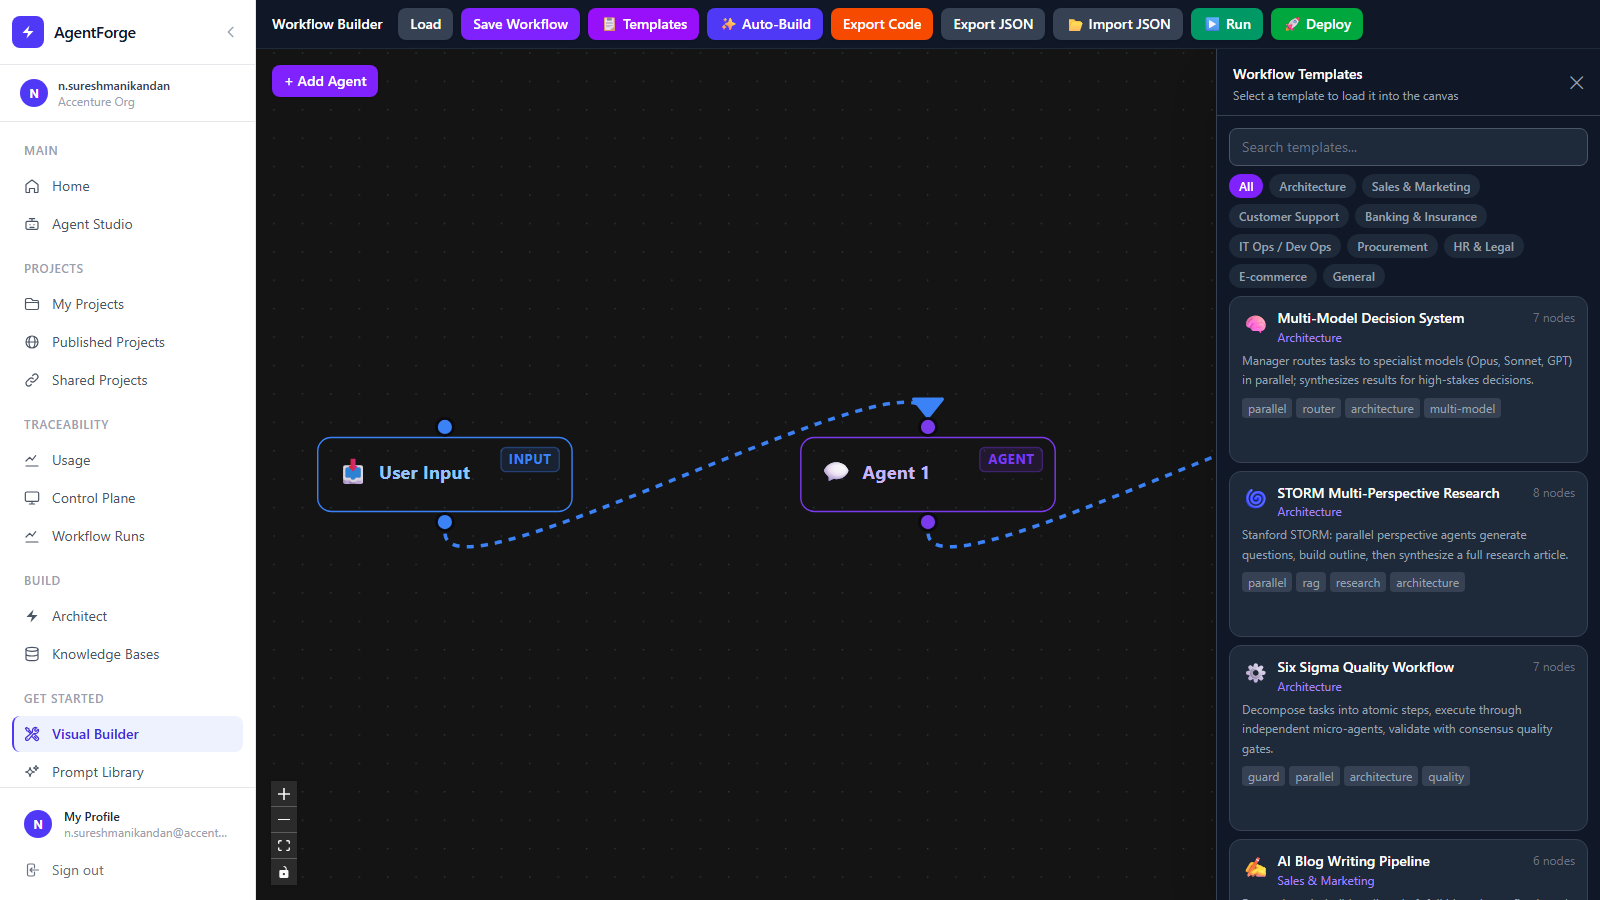 AgentForge
n.sureshmanikandan
Accenture Org
MAIN
Home
Agent Studio
PROJECTS
My Projects
Published Projects
Shared Projects
TRACEABILITY
Usage
Control Plane
Workflow Runs
BUILD
Architect
Knowledge Bases
GET STARTED
Visual Builder
Prompt Library
N
My Profile
n.sureshmanikandan@accent...
Sign out
Workflow Builder
Load
Save Workflow
Templates
Auto-Build
Export Code
Export JSON
Import JSON
Run
Deploy
+ Add Agent
User Input
INPUT
Agent 1
AGENT
Workflow Templates
Select a template to load it into the canvas
Search templates...
All Architecture Sales & Marketing
Customer Support Banking & Insurance
IT Ops / Dev Ops Procurement HR & Legal
E-commerce General
Multi-Model Decision System 7 nodes
Architecture
Manager routes tasks to specialist models (Opus, Sonnet, GPT)
in parallel; synthesizes results for high-stakes decisions.
parallel router architecture multi-model
STORM Multi-Perspective Research 8 nodes
Architecture
Stanford STORM: parallel perspective agents generate
questions, build outline, then synthesize a full research article.
parallel rag research architecture
Six Sigma Quality Workflow 7 nodes
Architecture
Decompose tasks into atomic steps, execute through
independent micro-agents, validate with consensus quality
gates.
guard parallel architecture quality
AI Blog Writing Pipeline 6 nodes
Sales & Marketing